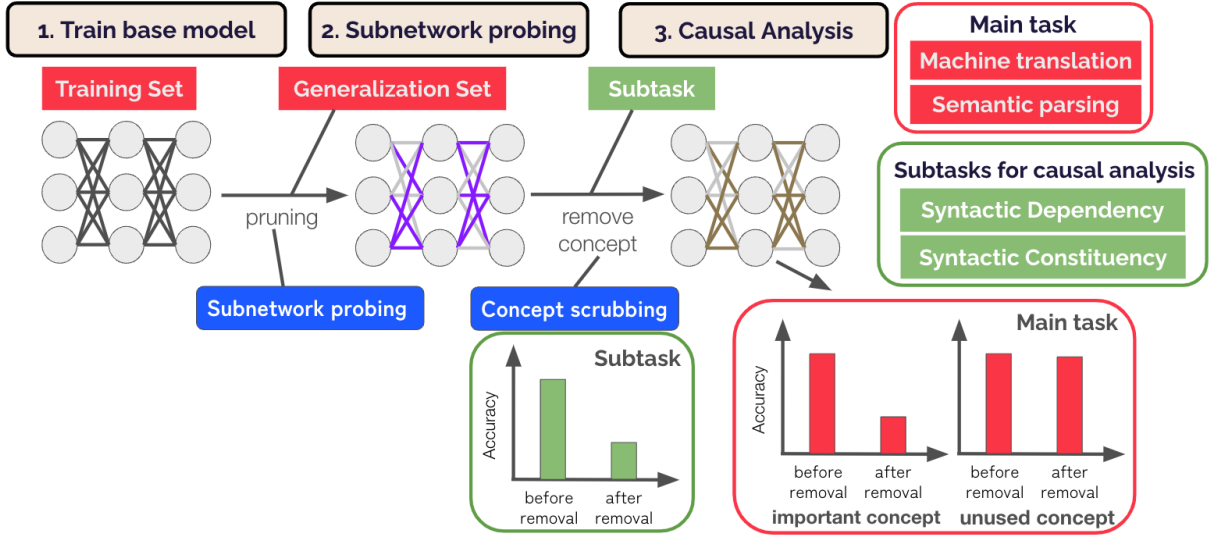 1. Train base model
2. Subnetwork probing
3. Causal Analysis
Main task
Machine translation
Semantic parsing
Training Set
Generalization Set
Subtask
pruning
remove
concept
Subtasks for causal analysis
Syntactic Dependency
Syntactic Constituency
Subnetwork probing
Concept scrubbing
Subtask
Accuracy
before
removal
after
removal
Main task
Accuracy
before
removal
after
removal
important concept
before
removal
after
removal
unused concept